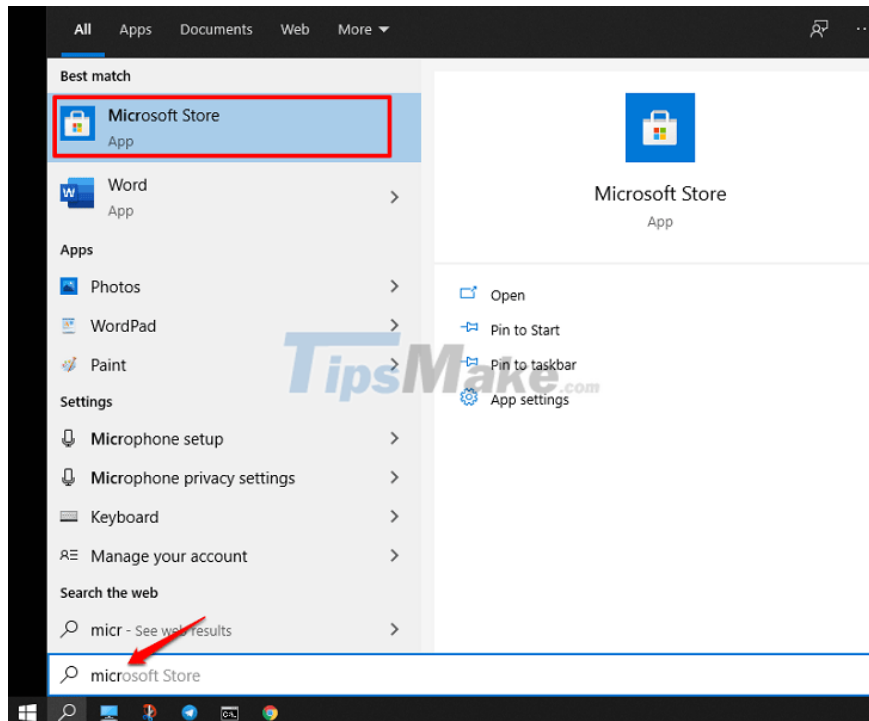 All Apps Documents Web More
Best match
Microsoft Store
App
Word
App
Apps
Photos
WordPad
Paint
Settings
Microphone setup
Microphone privacy settings
Keyboard
Manage your account
Search the web
micr - See web results
microsoft Store
Microsoft Store
App
Open
Pin to Start
Pin to taskbar
App settings
TipsMake.com